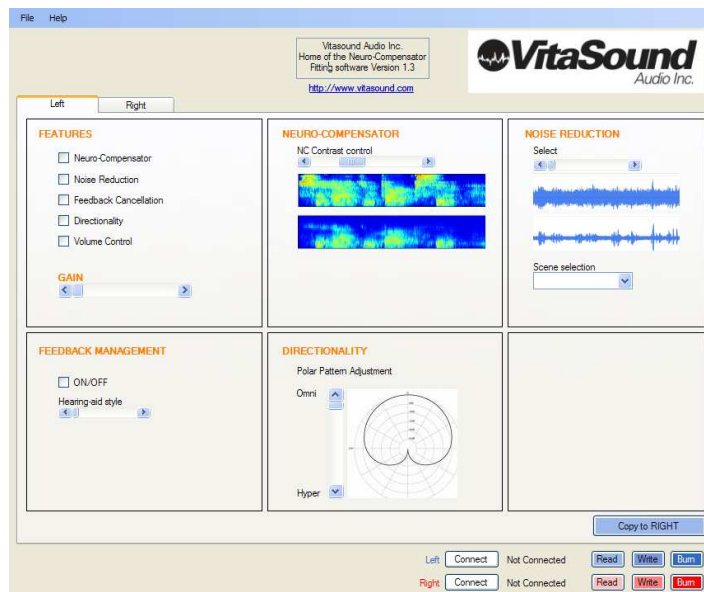 File Help
Vitasound Audio Inc.
Home of the Neuro-Compensator
Fitting software Version 1.3
http://www.vitasound.com
VitaSound
Audio Inc.
Left Right
FEATURES
Neuro-Compensator
Noise Reduction
Feedback Cancellation
Directionality
Volume Control
GAIN
NEURO-COMPENSATOR
NC Contrast control
NOISE REDUCTION
Select
Scene selection
FEEDBACK MANAGEMENT
ON/OFF
Hearing-aid style
DIRECTIONALITY
Polar Pattern Adjustment
Omni
Hyper
Copy to RIGHT
Left Connect Not Connected Read Write Burn
Right Connect Not Connected Read Write Burn